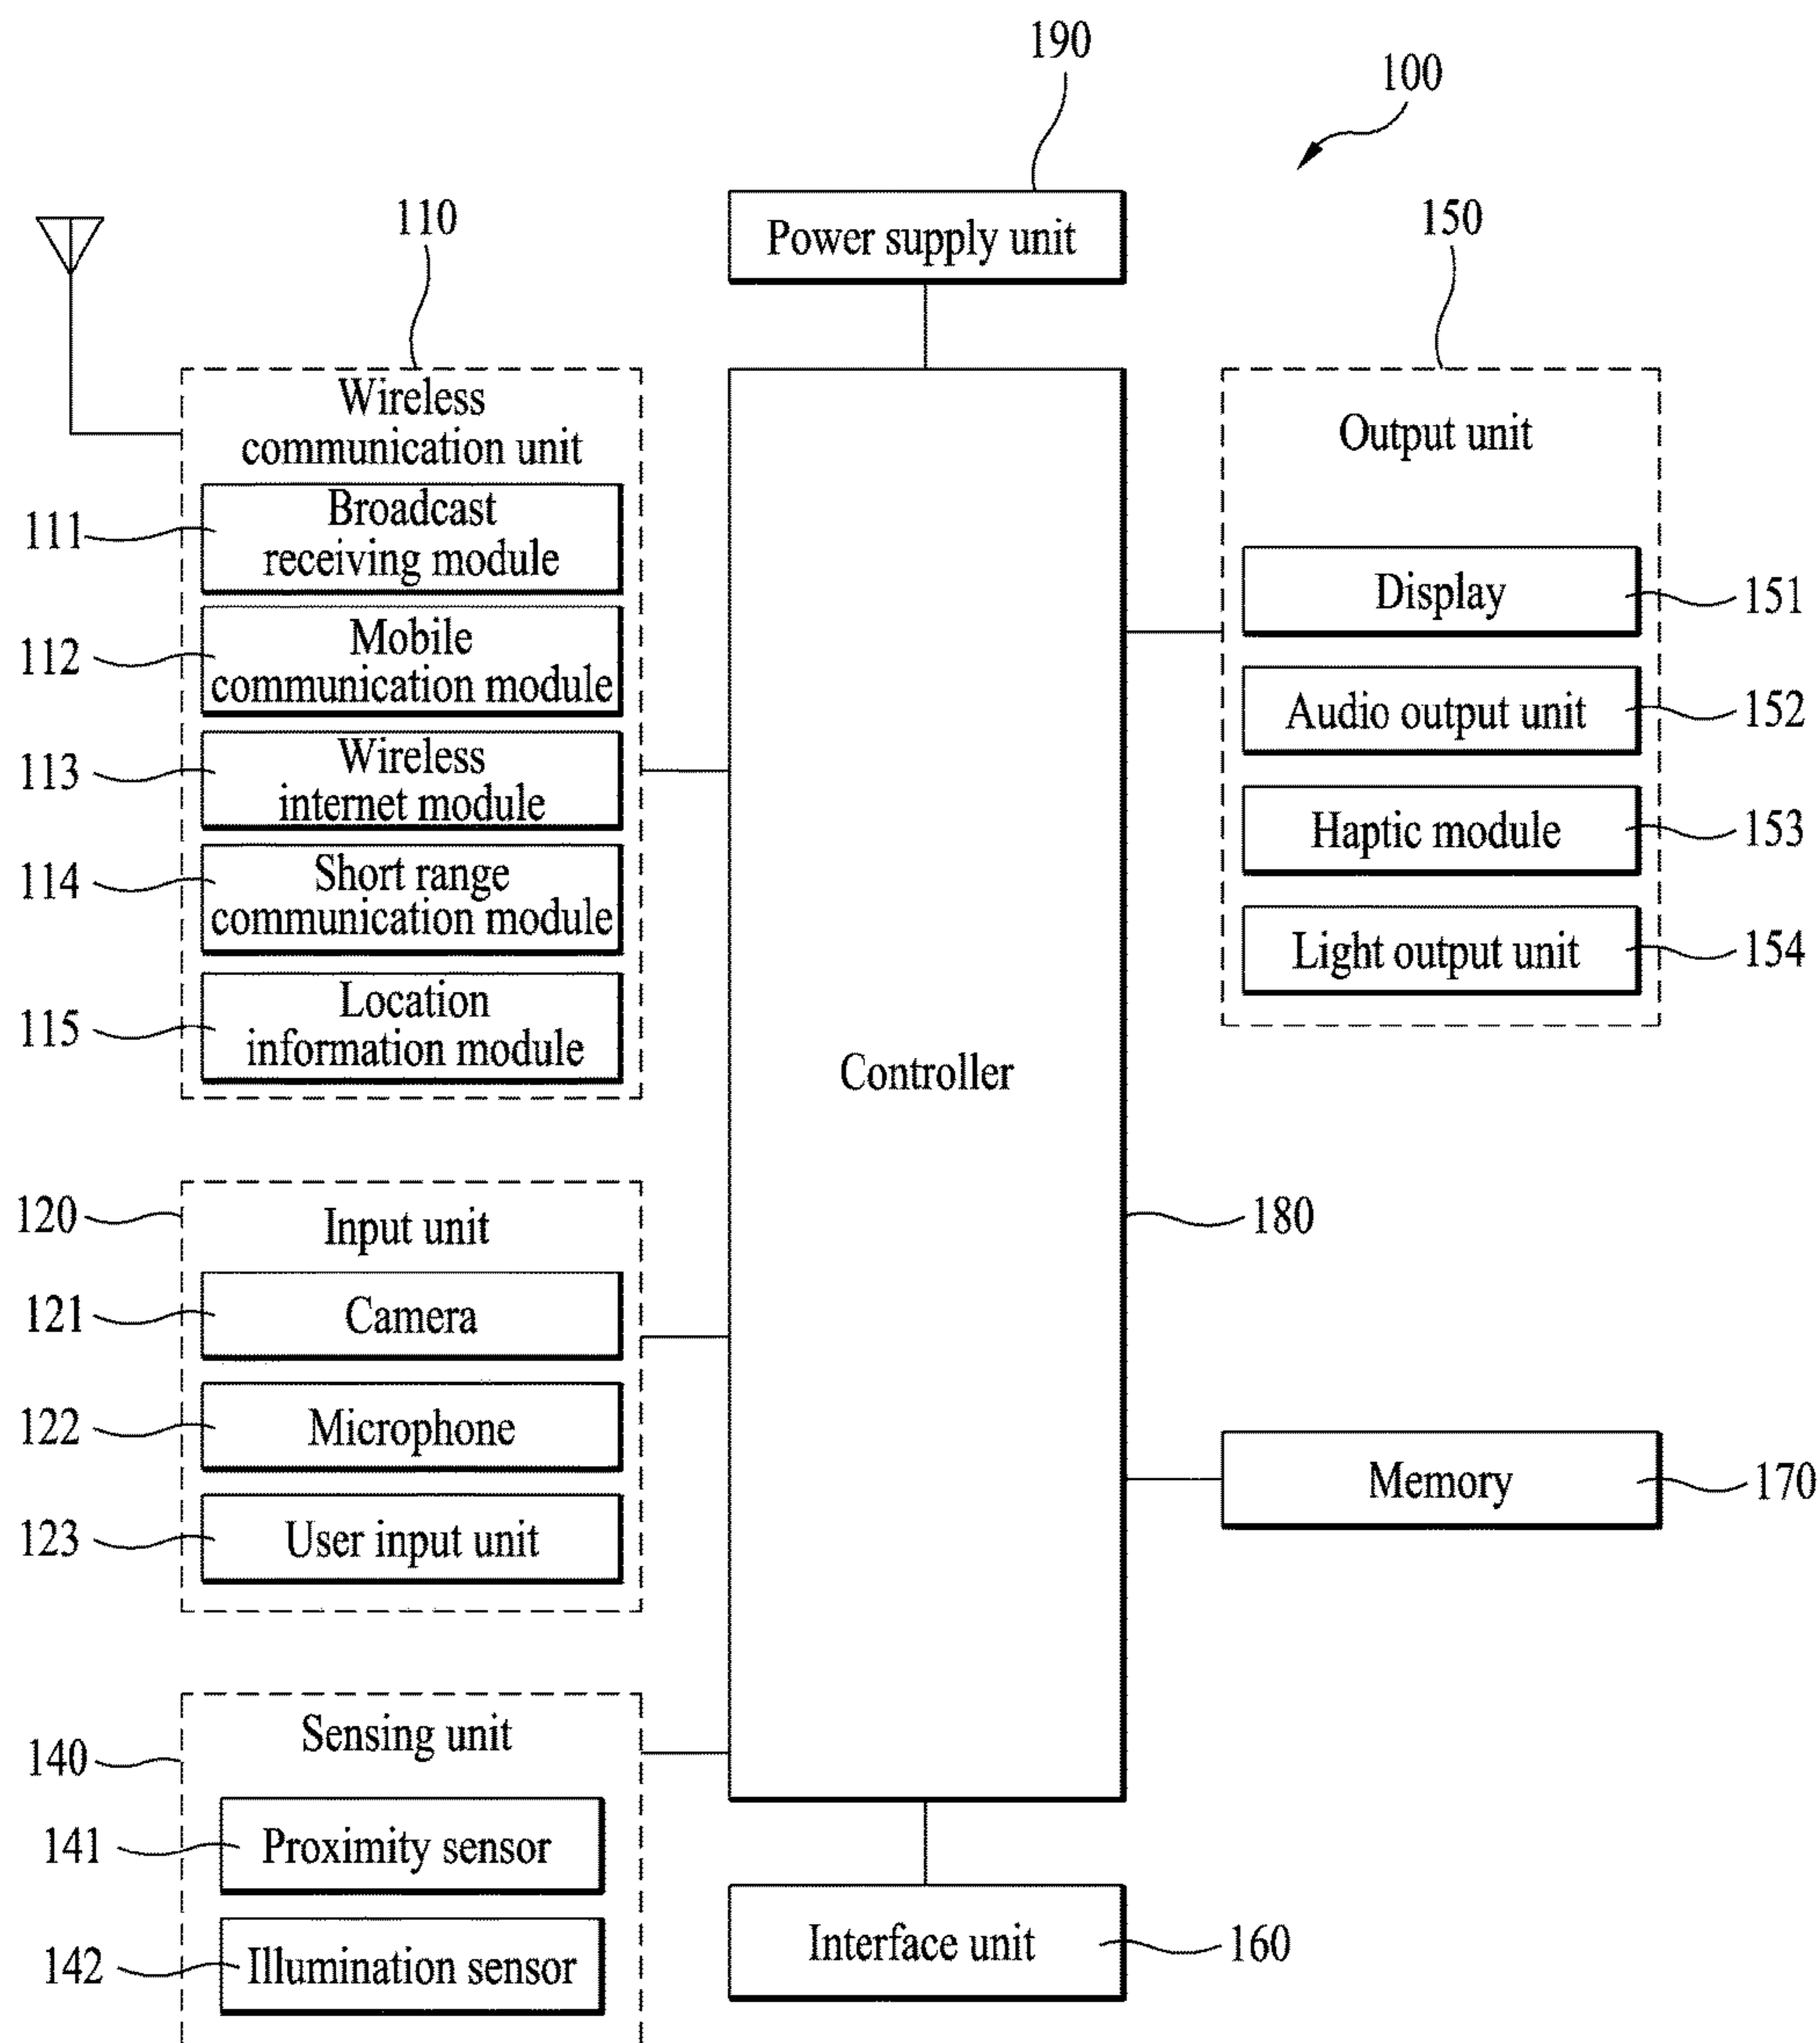 190
100
Power supply unit
110
150
Wireless
communication unit
111
Broadcast
receiving module
112
Mobile
communication module
113
Wireless
internet module
114
Short range
communication module
115
Location
information module
Controller
180
Output unit
Display
151
Audio output unit
152
Haptic module
153
Light output unit
154
120
Input unit
121
Camera
122
Microphone
123
User input unit
Memory
170
140
Sensing unit
141
Proximity sensor
142
Illumination sensor
Interface unit
160